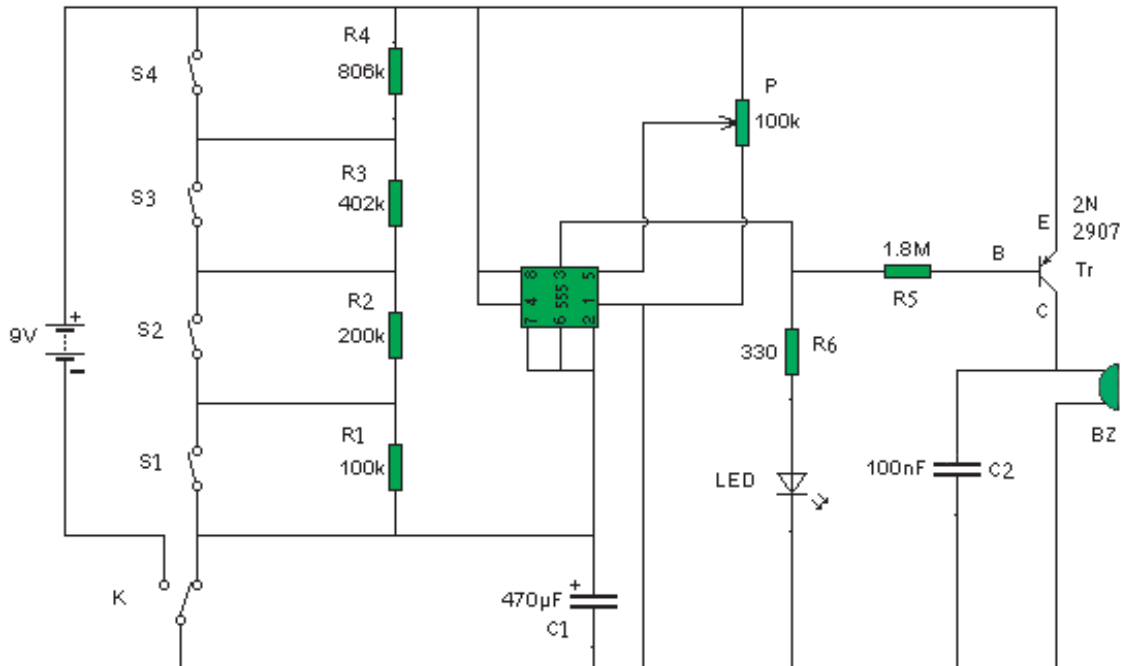 R4
806k
S4
P
100k
R3
402k
S3
E
2N
2907
1.8M
B
Tr
R5
C
8 3 5
4 555 1
7 6 2
R2
200k
S2
9V
+
-
330
R6
BZ
R1
100k
S1
LED
100nF
C2
K
470µF
+
C1